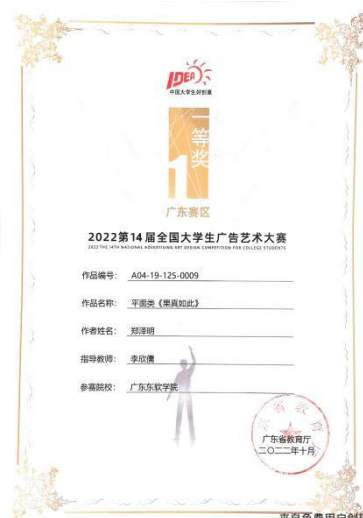 IDEA
中国大学生好创意
一等奖
1
广东赛区
2022第14届全国大学生广告艺术大赛
2022 THE 14TH NATIONAL ADVERTISING ART DESIGN COMPETITION FOR COLLEGE STUDENTS
作品编号： A04-19-125-0009
作品名称： 平面类《果真如此》
作者姓名： 郑泽明
指导教师： 李欣儒
参赛院校： 广东东软学院
广东省教育厅
二〇二二年十月